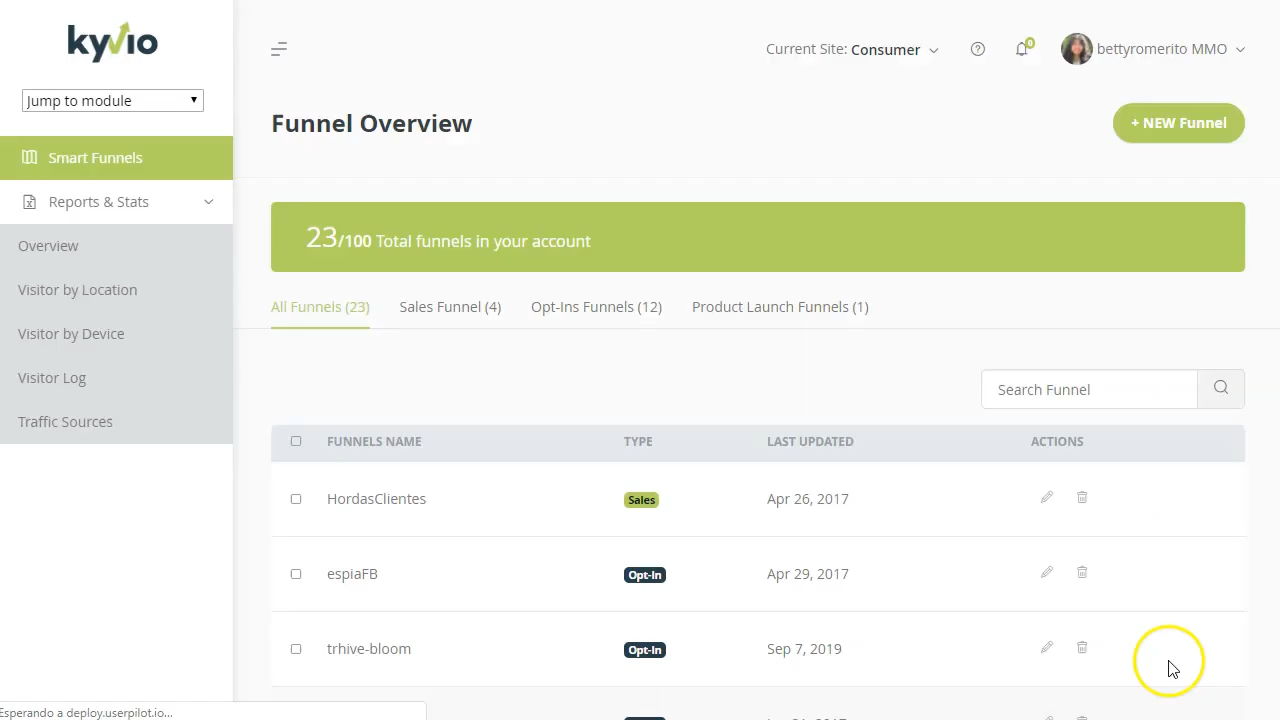 kyvio
Current Site: Consumer
0
bettyromerito MMO
Jump to module
Funnel Overview
+ NEW Funnel
Smart Funnels
Reports & Stats
Overview
Visitor by Location
Visitor by Device
Visitor Log
Traffic Sources
23/100 Total funnels in your account
All Funnels (23) Sales Funnel (4) Opt-Ins Funnels (12) Product Launch Funnels (1)
Search Funnel
FUNNELS NAME TYPE LAST UPDATED ACTIONS
HordasClientes Sales Apr 26, 2017
espiaFB Opt-In Apr 29, 2017
trhive-bloom Opt-In Sep 7, 2019
Esperando a deploy.userpilot.io...